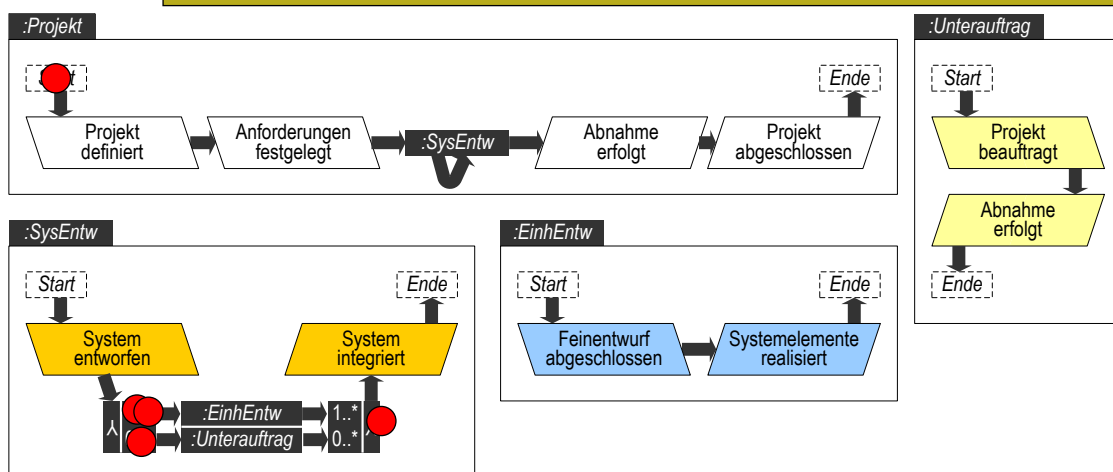 :Projekt
Ende
Projekt
definiert
Anforderungen
festgelegt
:SysEntw
Abnahme
erfolgt
Projekt
abgeschlossen
:Unterauftrag
Start
Projekt
beauftragt
Abnahme
erfolgt
Ende
:SysEntw
Start
Ende
System
entworfen
System
integriert
:EinhEntw
1..*
:Unterauftrag
0..*
:EinhEntw
Start
Ende
Feinentwurf
abgeschlossen
Systemelemente
realisiert